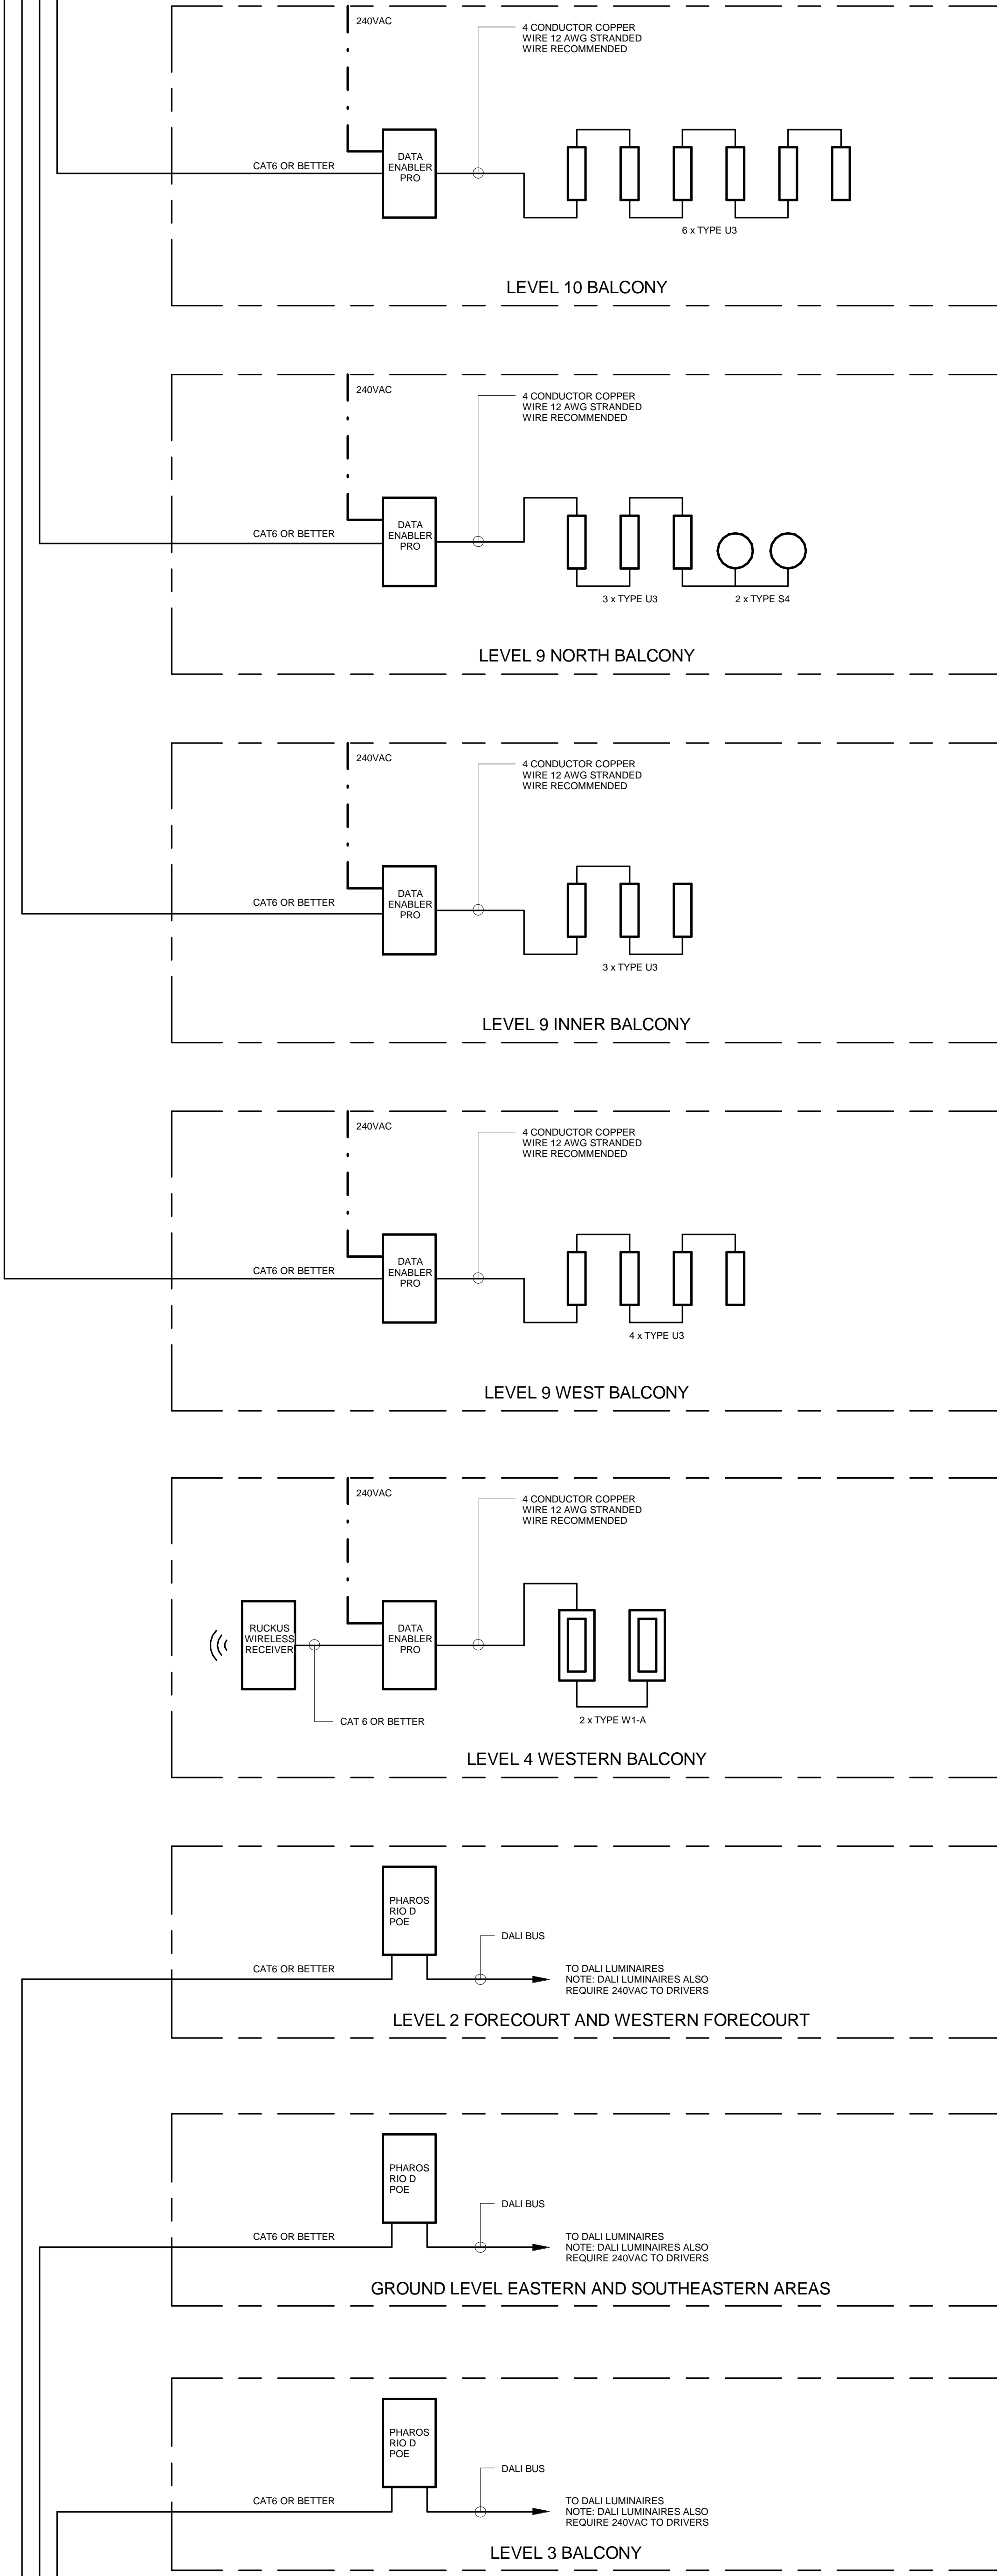 240VAC
4 CONDUCTOR COPPER
WIRE 12 AWG STRANDED
WIRE RECOMMENDED
DATA
ENABLER
PRO
CAT6 OR BETTER
6 x TYPE U3
LEVEL 10 BALCONY
240VAC
4 CONDUCTOR COPPER
WIRE 12 AWG STRANDED
WIRE RECOMMENDED
DATA
ENABLER
PRO
CAT6 OR BETTER
3 x TYPE U3
2 x TYPE S4
LEVEL 9 NORTH BALCONY
240VAC
4 CONDUCTOR COPPER
WIRE 12 AWG STRANDED
WIRE RECOMMENDED
DATA
ENABLER
PRO
CAT6 OR BETTER
3 x TYPE U3
LEVEL 9 INNER BALCONY
240VAC
4 CONDUCTOR COPPER
WIRE 12 AWG STRANDED
WIRE RECOMMENDED
DATA
ENABLER
PRO
CAT6 OR BETTER
4 x TYPE U3
LEVEL 9 WEST BALCONY
240VAC
4 CONDUCTOR COPPER
WIRE 12 AWG STRANDED
WIRE RECOMMENDED
RUCKUS
WIRELESS
RECEIVER
DATA
ENABLER
PRO
CAT 6 OR BETTER
2 x TYPE W1-A
LEVEL 4 WESTERN BALCONY
PHAROS
RIO D
POE
DALI BUS
CAT6 OR BETTER
TO DALI LUMINAIRES
NOTE: DALI LUMINAIRES ALSO
REQUIRE 240VAC TO DRIVERS
LEVEL 2 FORECOURT AND WESTERN FORECOURT
PHAROS
RIO D
POE
DALI BUS
CAT6 OR BETTER
TO DALI LUMINAIRES
NOTE: DALI LUMINAIRES ALSO
REQUIRE 240VAC TO DRIVERS
GROUND LEVEL EASTERN AND SOUTHEASTERN AREAS
PHAROS
RIO D
POE
DALI BUS
CAT6 OR BETTER
TO DALI LUMINAIRES
NOTE: DALI LUMINAIRES ALSO
REQUIRE 240VAC TO DRIVERS
LEVEL 3 BALCONY